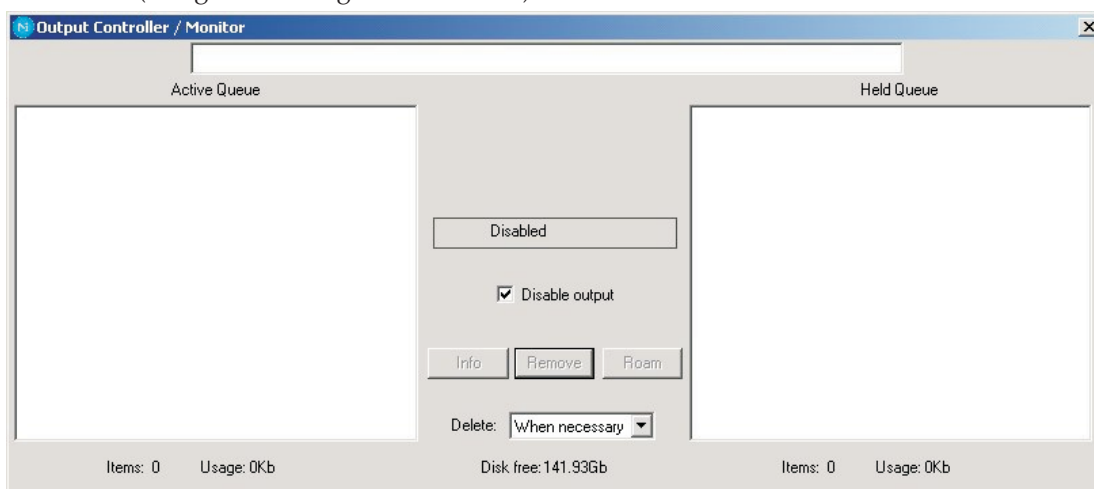 Output Controller / Monitor
Active Queue
Held Queue
Disabled
Disable output
Info
Remove
Roam
Delete: When necessary
Items: 0 Usage: 0Kb
Disk free: 141.93Gb
Items: 0 Usage: 0Kb